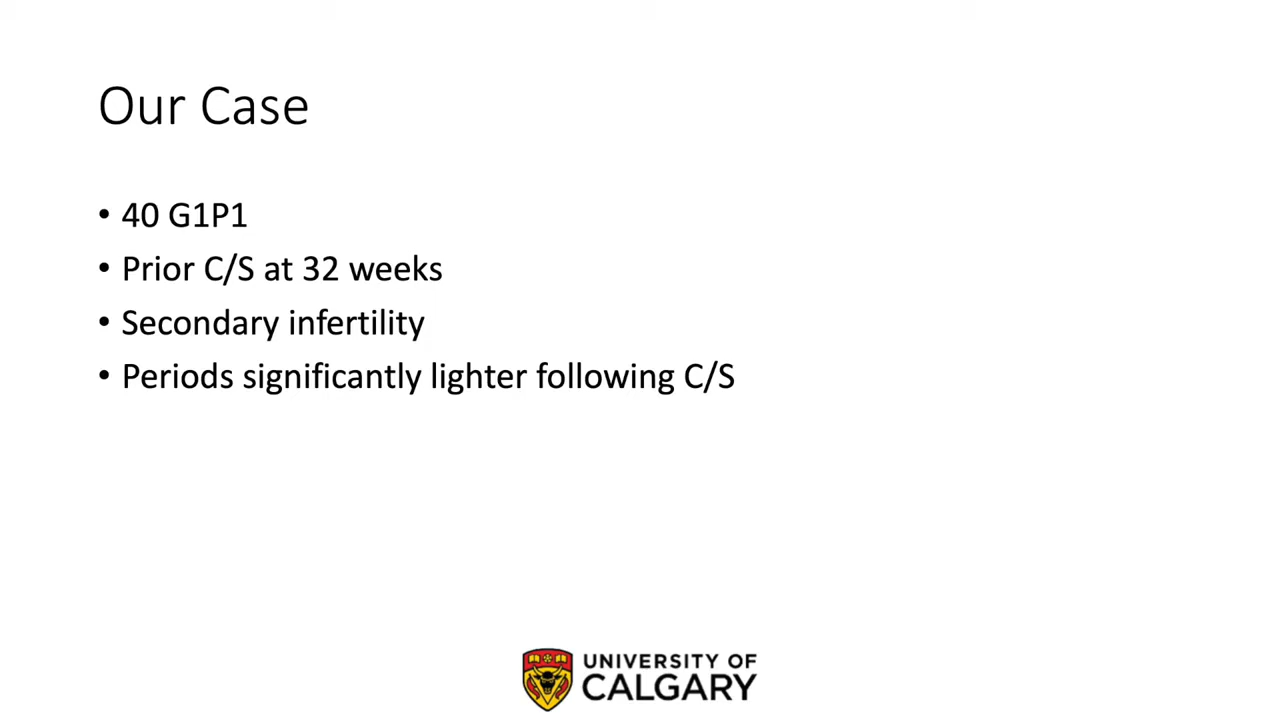 Our Case
• 40 G1P1
• Prior C/S at 32 weeks
• Secondary infertility
• Periods significantly lighter following C/S
UNIVERSITY OF
CALGARY